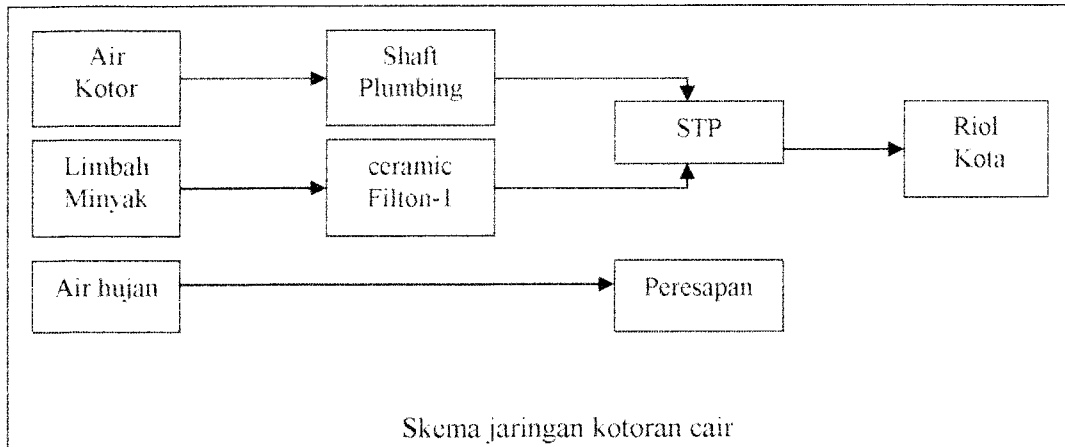 Air
Kotor
Shaft
Plumbing
STP
Riol
Kota
Limbah
Minyak
ceramic
Filton-1
Air hujan
Peresapan
Skema jaringan kotoran cair